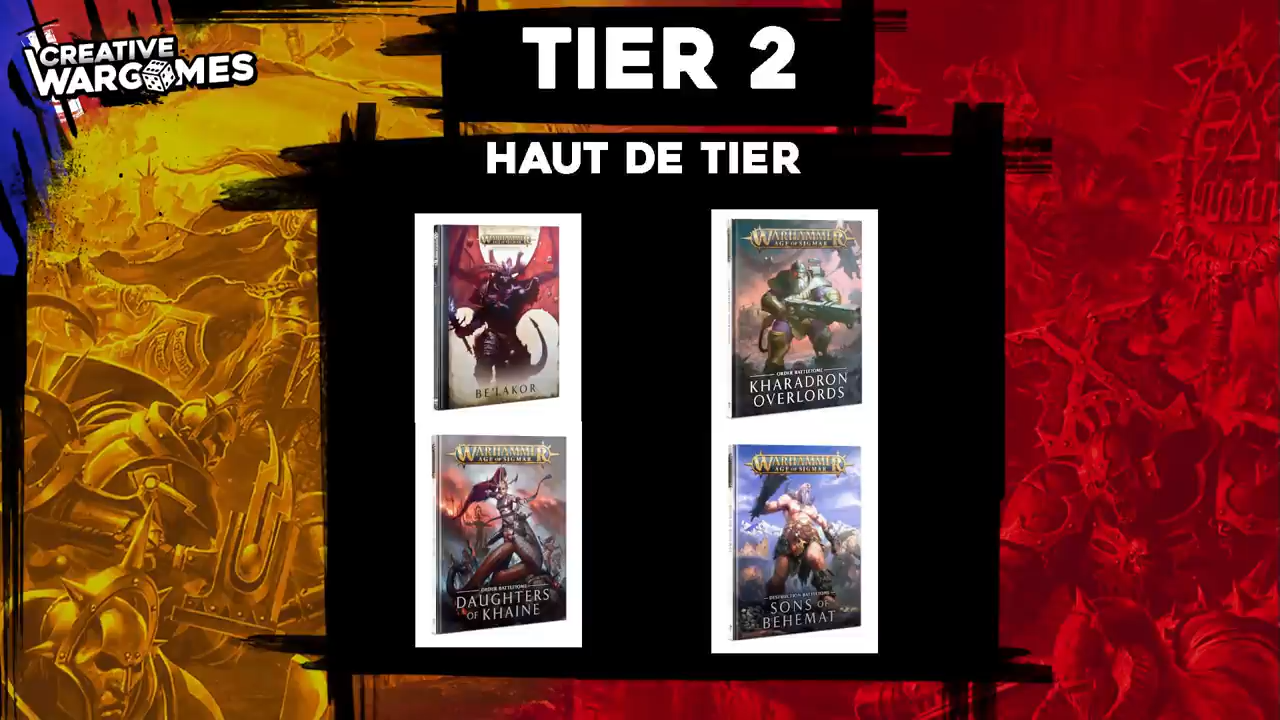 CREATIVE
WARGAMES
TIER 2
HAUT DE TIER
WARHAMMER
AGE OF SIGMAR
BE'LAKOR
WARHAMMER
AGE OF SIGMAR
ORDER BATTLETOME
KHARADRON
OVERLORDS
WARHAMMER
AGE OF SIGMAR
ORDER BATTLETOME
DAUGHTERS
OF KHAINE
WARHAMMER
AGE OF SIGMAR
DESTRUCTION BATTLETOME
SONS OF
BEHEMAT